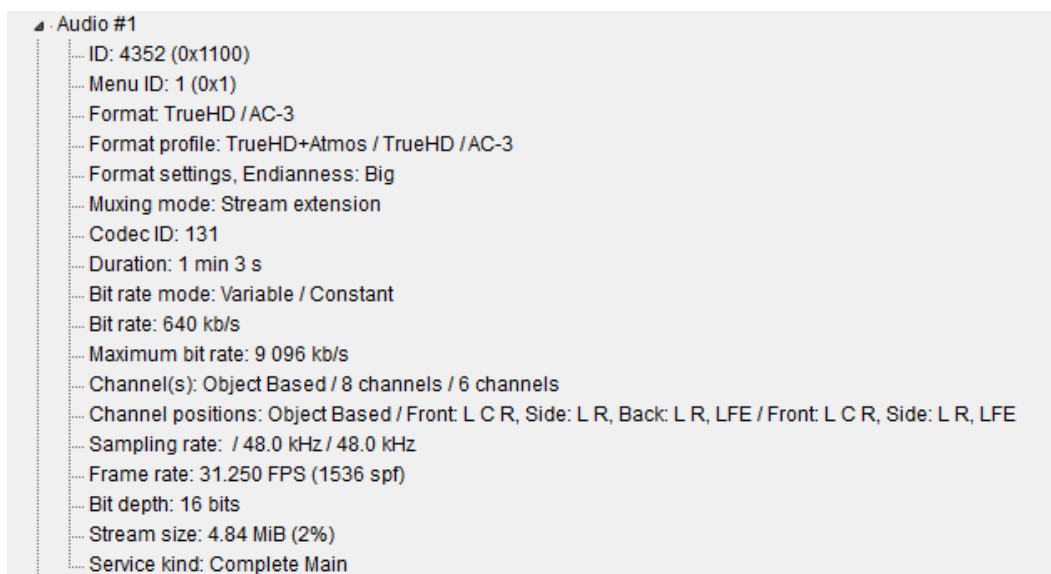 Audio #1
ID: 4352 (0x1100)
Menu ID: 1 (0x1)
Format: TrueHD / AC-3
Format profile: TrueHD+Atmos / TrueHD / AC-3
Format settings, Endianness: Big
Muxing mode: Stream extension
Codec ID: 131
Duration: 1 min 3 s
Bit rate mode: Variable / Constant
Bit rate: 640 kb/s
Maximum bit rate: 9 096 kb/s
Channel(s): Object Based / 8 channels / 6 channels
Channel positions: Object Based / Front: L C R, Side: L R, Back: L R, LFE / Front: L C R, Side: L R, LFE
Sampling rate:  / 48.0 kHz / 48.0 kHz
Frame rate: 31.250 FPS (1536 spf)
Bit depth: 16 bits
Stream size: 4.84 MiB (2%)
Service kind: Complete Main